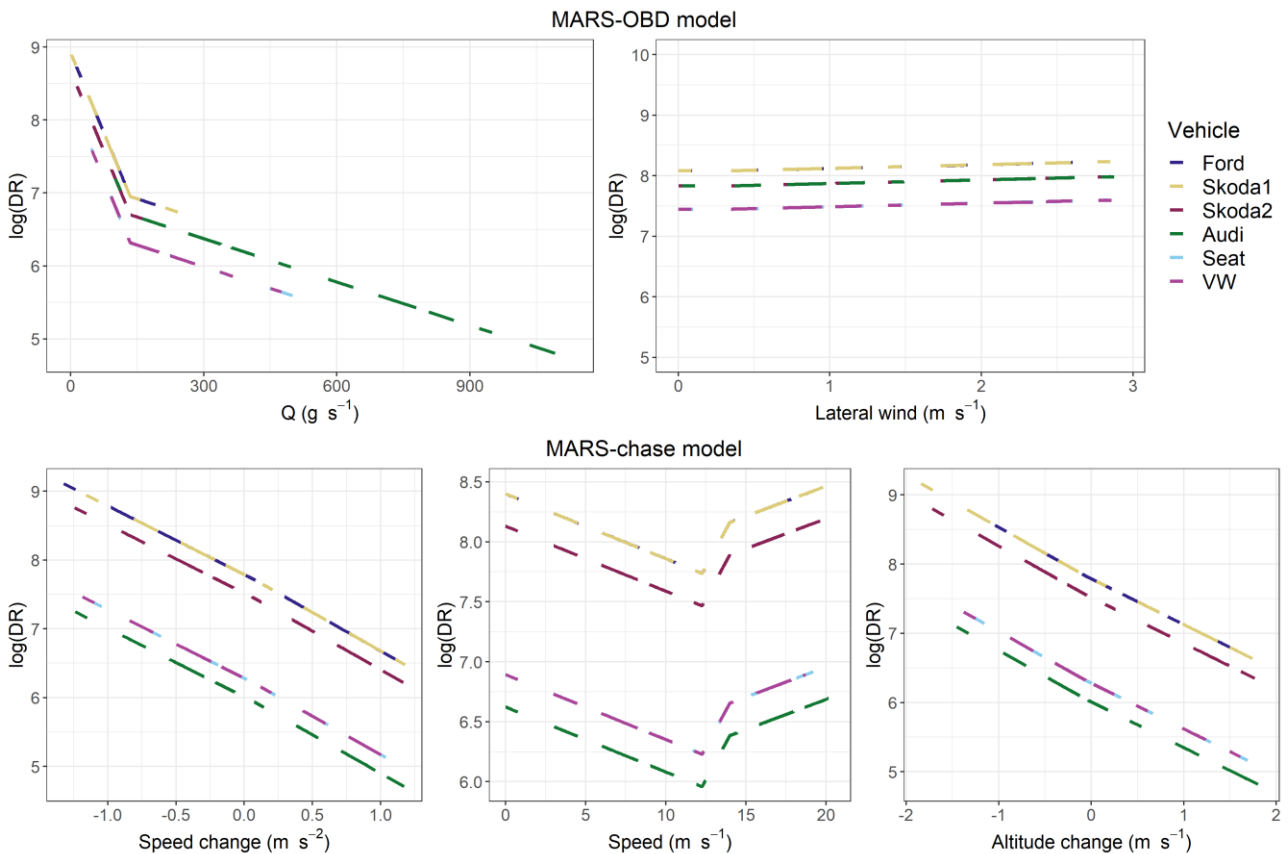 MARS-OBD model
9
8
7
6
5
log(DR)
0 300 600 900
Q (g s⁻¹)
10
9
8
7
6
5
log(DR)
0 1 2 3
Lateral wind (m s⁻¹)
Vehicle
Ford
Skoda1
Skoda2
Audi
Seat
VW
MARS-chase model
9
8
7
6
5
log(DR)
-1.0 -0.5 0.0 0.5 1.0
Speed change (m s⁻²)
8.5
8.0
7.5
7.0
6.5
6.0
log(DR)
0 5 10 15 20
Speed (m s⁻¹)
9
8
7
6
5
log(DR)
-2 -1 0 1 2
Altitude change (m s⁻¹)